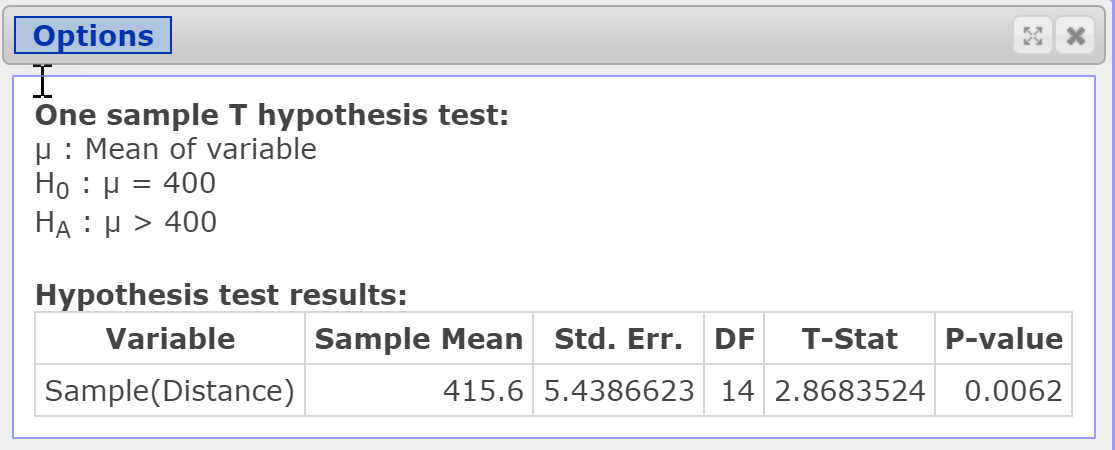 Options
One sample T hypothesis test:
μ : Mean of variable
H0 : μ = 400
HA : μ > 400
Hypothesis test results:
Variable Sample Mean Std. Err. DF T-Stat P-value
Sample(Distance) 415.6 5.4386623 14 2.8683524 0.0062